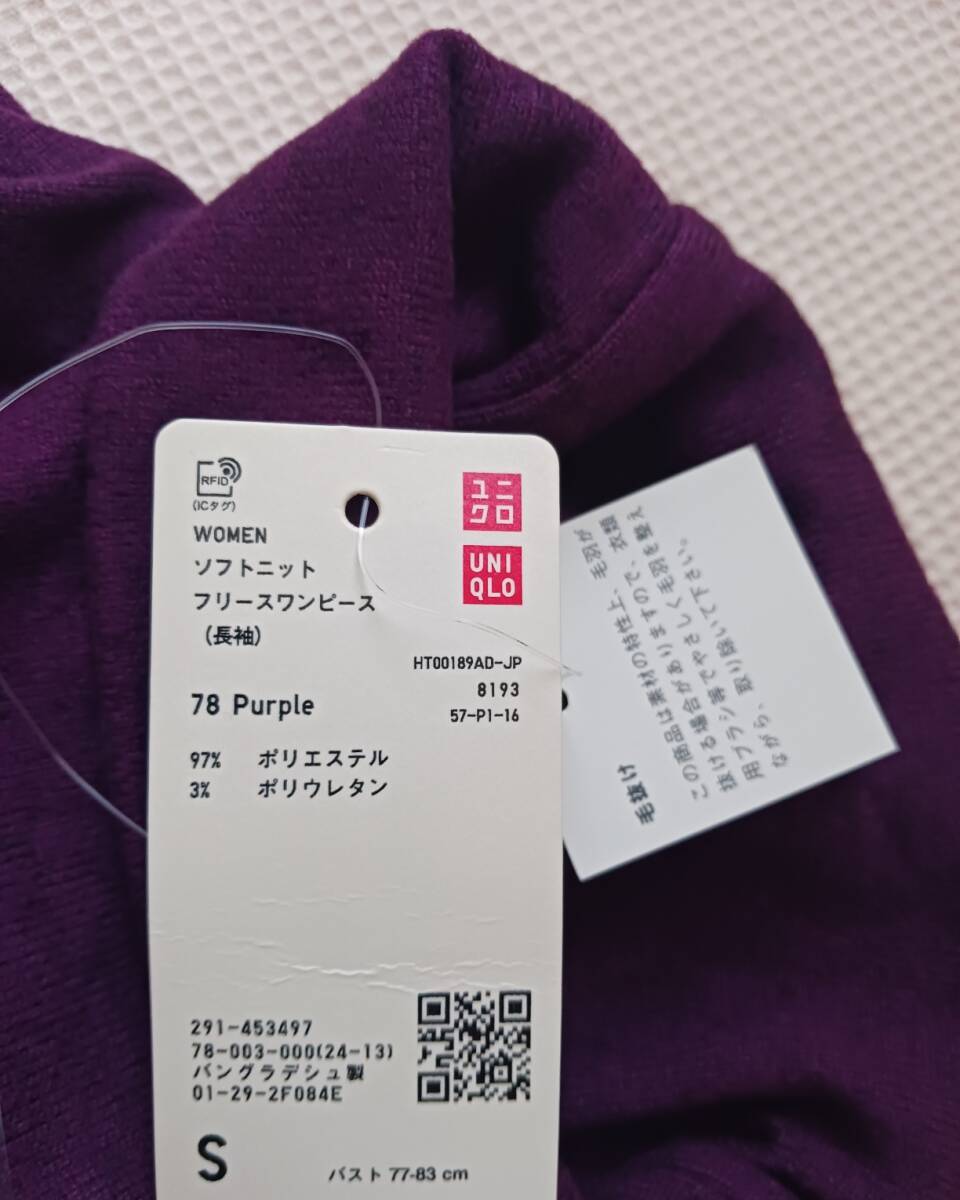 RFID
(ICタグ)
WOMEN
ソフトニット
フリースワンピース
(長袖)
ユニ
クロ
UNI
QLO
HT00189AD-JP
8193
57-P1-16
78 Purple
97% ポリエステル
3% ポリウレタン
291-453497
78-003-000(24-13)
バングラデシュ製
01-29-2F084E
S
バスト 77-83 cm
毛抜け
この商品は素材の特性上、毛羽が
抜ける場合がありますので、衣類
用ブラシ等でやさしく毛羽を整え
ながら、取り除いて下さい。